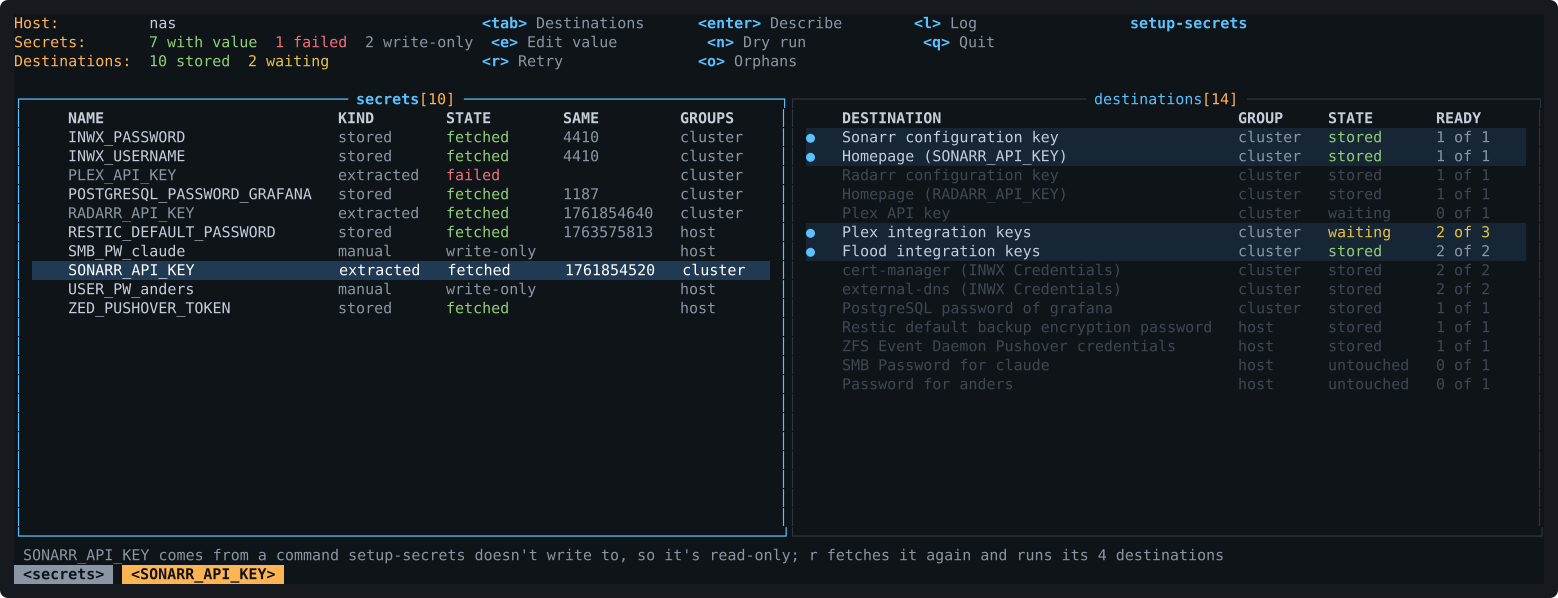 Host: nas <tab> Destinations <enter> Describe <l> Log setup-secrets
Secrets: 7 with value 1 failed 2 write-only <e> Edit value <n> Dry run <q> Quit
Destinations: 10 stored 2 waiting <r> Retry <o> Orphans
secrets[10]
NAME KIND STATE SAME GROUPS
INWX_PASSWORD stored fetched 4410 cluster
INWX_USERNAME stored fetched 4410 cluster
PLEX_API_KEY extracted failed cluster
POSTGRESQL_PASSWORD_GRAFANA stored fetched 1187 cluster
RADARR_API_KEY extracted fetched 1761854640 cluster
RESTIC_DEFAULT_PASSWORD stored fetched 1763575813 host
SMB_PW_claude manual write-only host
SONARR_API_KEY extracted fetched 1761854520 cluster
USER_PW_anders manual write-only host
ZED_PUSHOVER_TOKEN stored fetched host
destinations[14]
DESTINATION GROUP STATE READY
Sonarr configuration key cluster stored 1 of 1
Homepage (SONARR_API_KEY) cluster stored 1 of 1
Radarr configuration key cluster stored 1 of 1
Homepage (RADARR_API_KEY) cluster stored 1 of 1
Plex API key cluster waiting 0 of 1
Plex integration keys cluster waiting 2 of 3
Flood integration keys cluster stored 2 of 2
cert-manager (INWX Credentials) cluster stored 2 of 2
external-dns (INWX Credentials) cluster stored 2 of 2
PostgreSQL password of grafana cluster stored 1 of 1
Restic default backup encryption password host stored 1 of 1
ZFS Event Daemon Pushover credentials host stored 1 of 1
SMB Password for claude host untouched 0 of 1
Password for anders host untouched 0 of 1
SONARR_API_KEY comes from a command setup-secrets doesn't write to, so it's read-only; r fetches it again and runs its 4 destinations
<secrets> <SONARR_API_KEY>